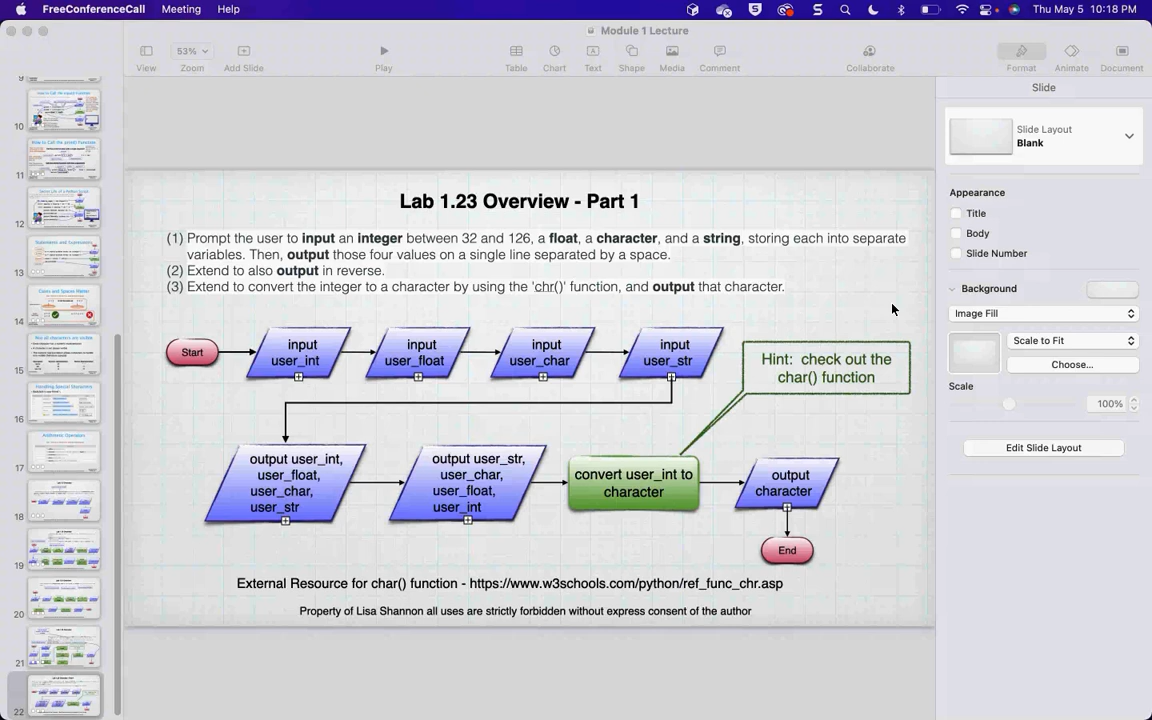 FreeConferenceCall Meeting Help Thu May 5 10:18 PM
Module 1 Lecture
53%
View Zoom Add Slide Play Table Chart Text Shape Media Comment Collaborate Format Animate Document
Slide
Slide Layout
Blank
Appearance
Title
Body
Slide Number
Background
Image Fill
Scale to Fit
Choose...
Scale
100%
Edit Slide Layout
9
10
11
12
13
14
15
16
17
18
19
20
21
22
Lab 1.23 Overview - Part 1
(1) Prompt the user to input an integer between 32 and 126, a float, a character, and a string, storing each into separate
variables. Then, output those four values on a single line separated by a space.
(2) Extend to also output in reverse.
(3) Extend to convert the integer to a character by using the 'chr()' function, and output that character.
Start
input
user_int
input
user_float
input
user_char
input
user_str
Hint: check out the
char() function
output user_int,
user_float,
user_char,
user_str
output user_str,
user_char,
user_float,
user_int
convert user_int to
character
output
character
End
External Resource for char() function - https://www.w3schools.com/python/ref_func_chr.asp
Property of Lisa Shannon all uses are strictly forbidden without express consent of the author